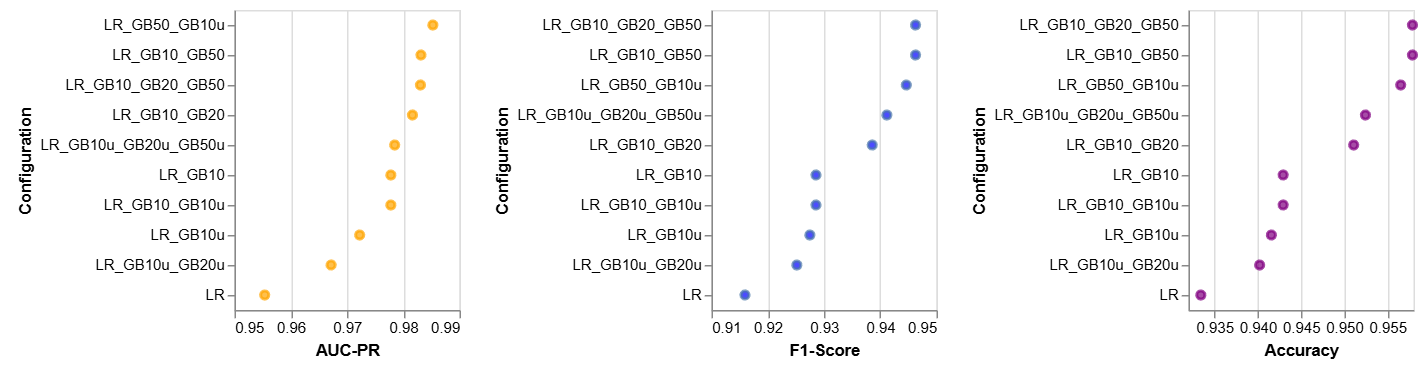 LR_GB50_GB10u
LR_GB10_GB50
LR_GB10_GB20_GB50
LR_GB10_GB20
LR_GB10u_GB20u_GB50u
LR_GB10
LR_GB10_GB10u
LR_GB10u
LR_GB10u_GB20u
LR
Configuration
0.95 0.96 0.97 0.98 0.99
AUC-PR
LR_GB10_GB20_GB50
LR_GB10_GB50
LR_GB50_GB10u
LR_GB10u_GB20u_GB50u
LR_GB10_GB20
LR_GB10
LR_GB10_GB10u
LR_GB10u
LR_GB10u_GB20u
LR
Configuration
0.91 0.92 0.93 0.94 0.95
F1-Score
LR_GB10_GB20_GB50
LR_GB10_GB50
LR_GB50_GB10u
LR_GB10u_GB20u_GB50u
LR_GB10_GB20
LR_GB10
LR_GB10_GB10u
LR_GB10u
LR_GB10u_GB20u
LR
Configuration
0.935 0.940 0.945 0.950 0.955
Accuracy